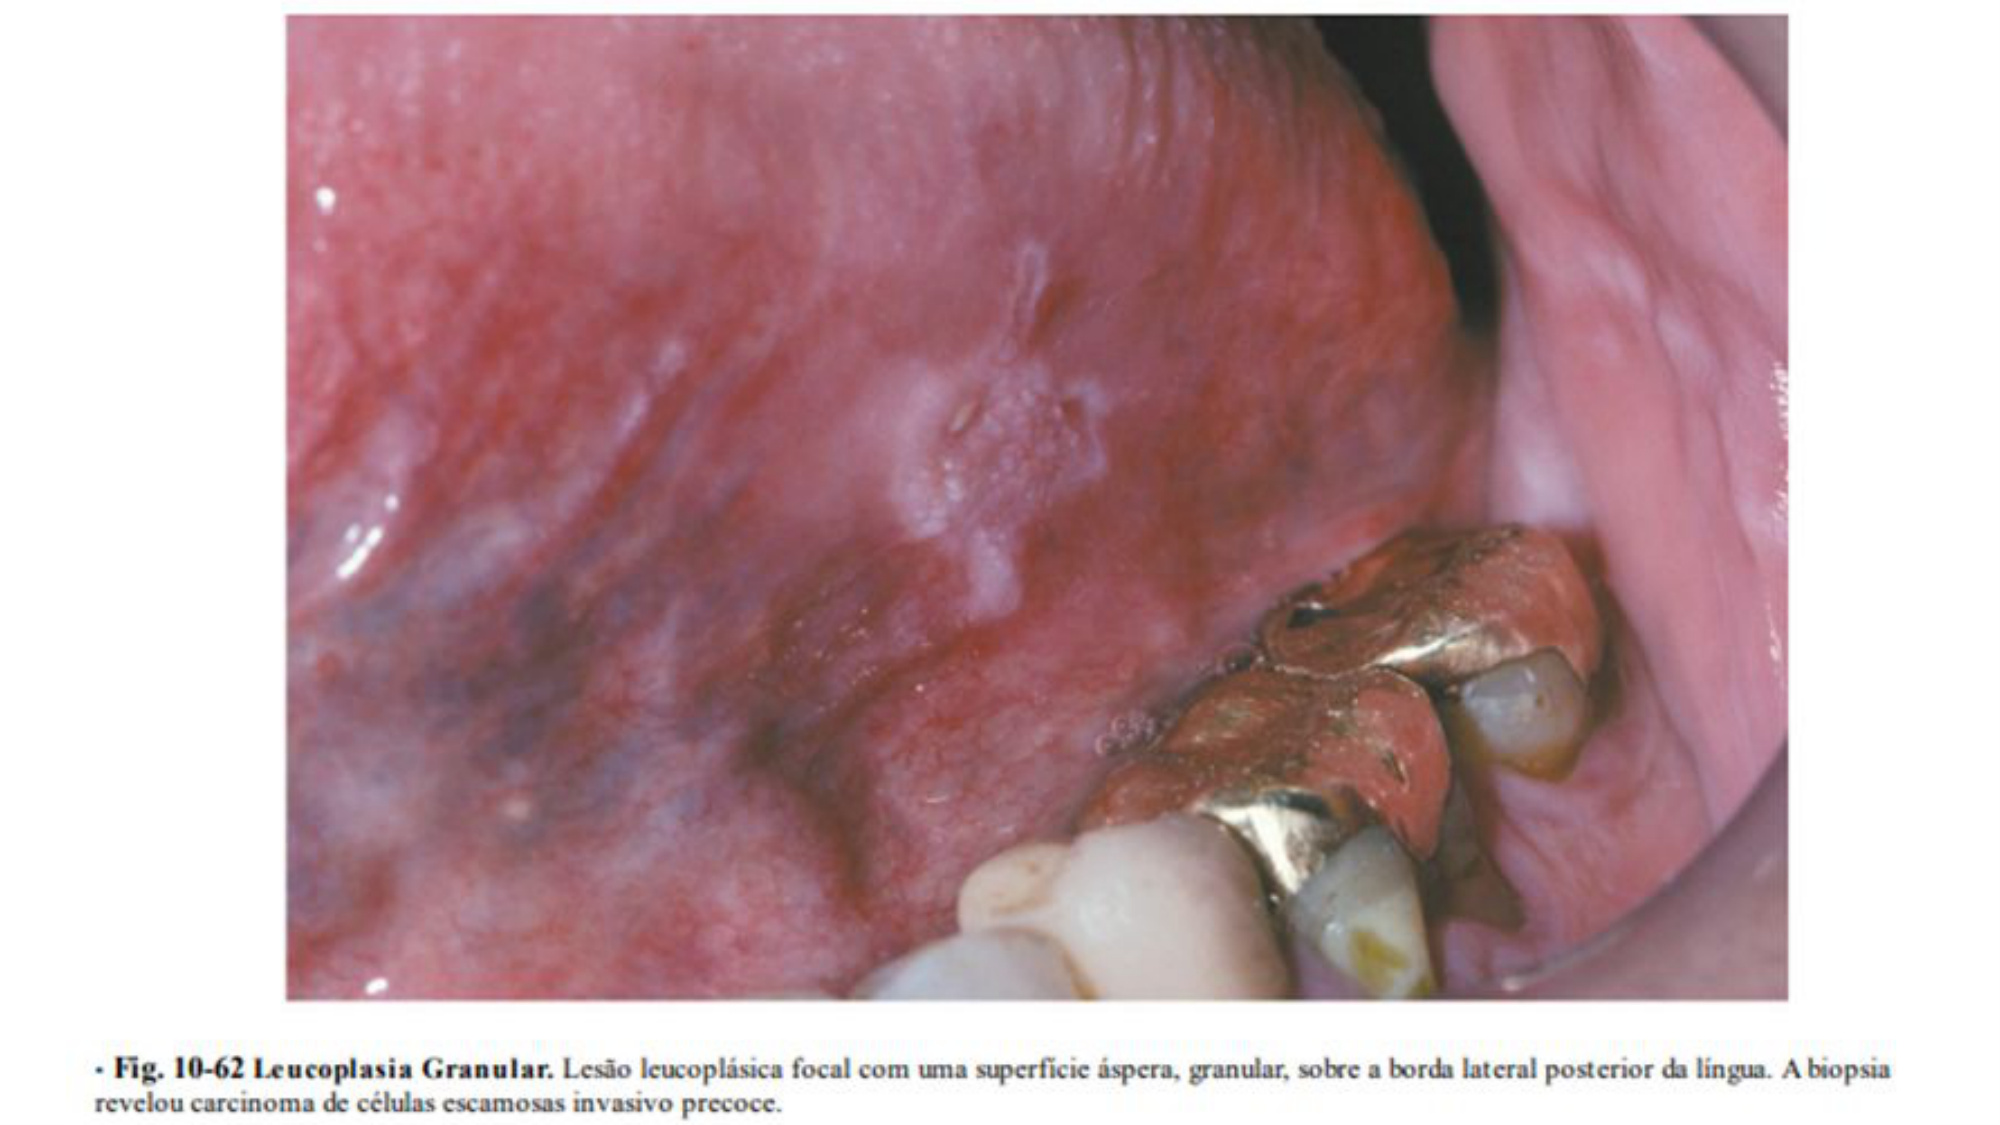 · Fig. 10-62 Leucoplasia Granular. Lesão leucoplásica focal com uma superfície áspera, granular, sobre a borda lateral posterior da língua. A biopsia
revelou carcinoma de células escamosas invasivo precoce.